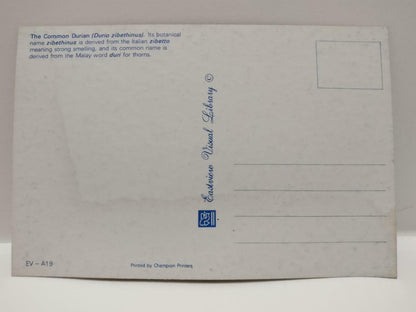 The Common Durian (Durio zibethinus). Its botanical
name zibethinus is derived from the Italian zibetto
meaning strong smelling, and its common name is
derived from the Malay word duri for thorns.
Eastview Visual Library ©
EV – A19
Printed by Champion Printers